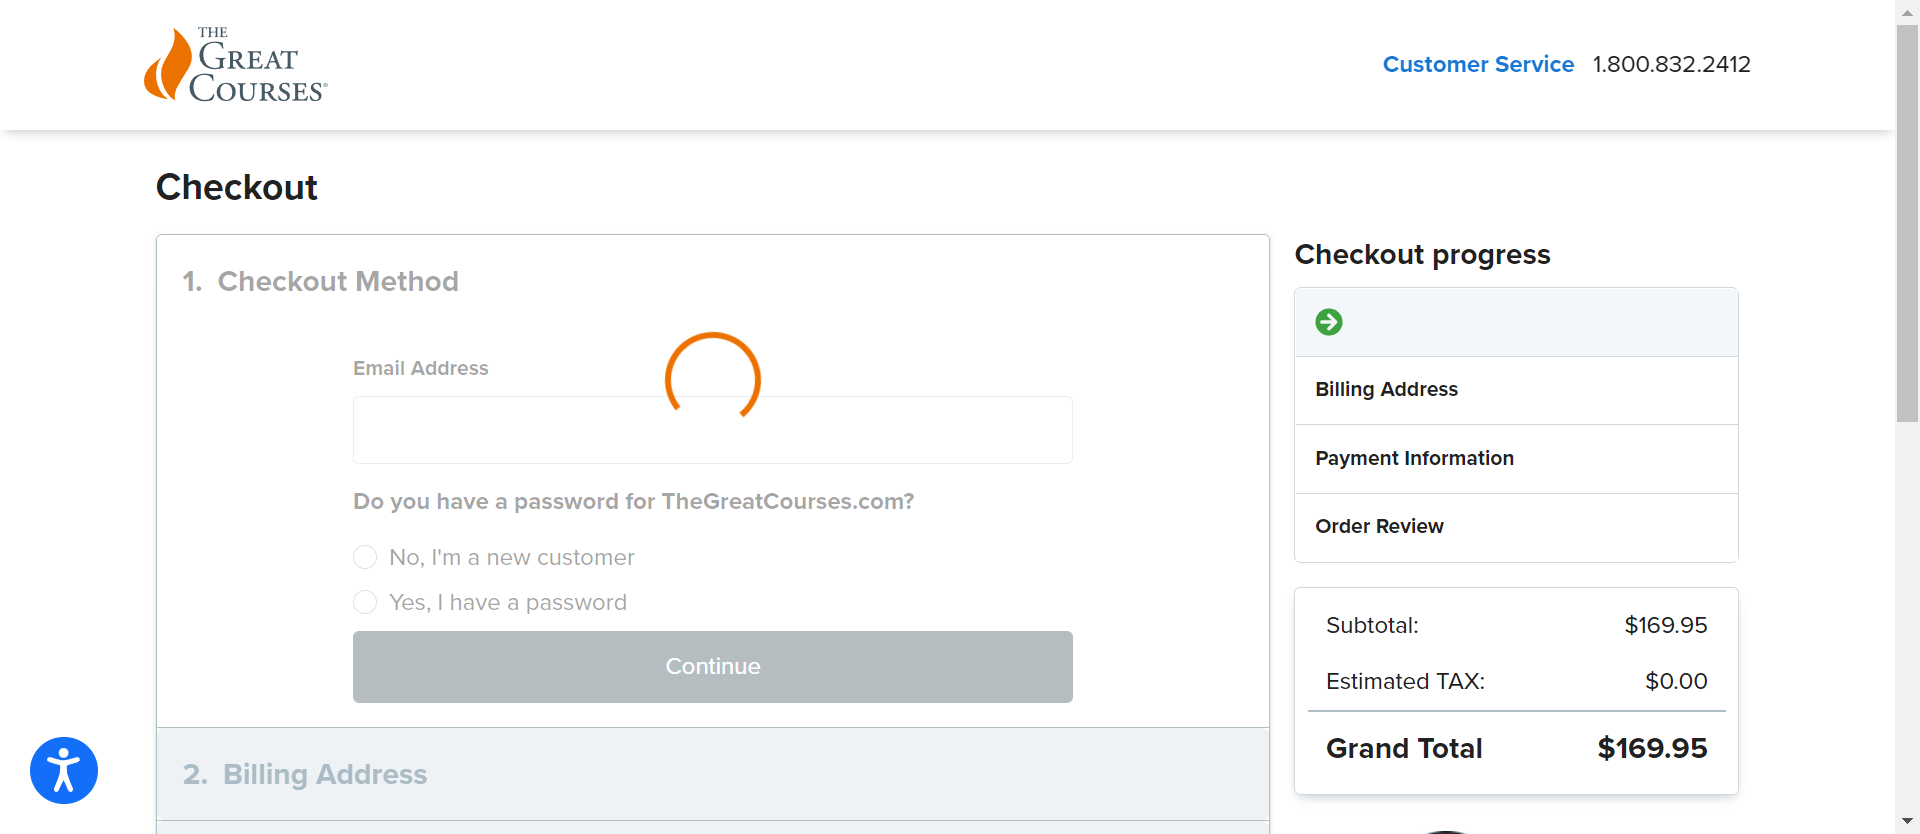 THE
GREAT
COURSES®
Customer Service 1.800.832.2412
Checkout
1. Checkout Method
Email Address
Do you have a password for TheGreatCourses.com?
No, I'm a new customer
Yes, I have a password
Continue
2. Billing Address
Checkout progress
Billing Address
Payment Information
Order Review
Subtotal: $169.95
Estimated TAX: $0.00
Grand Total $169.95